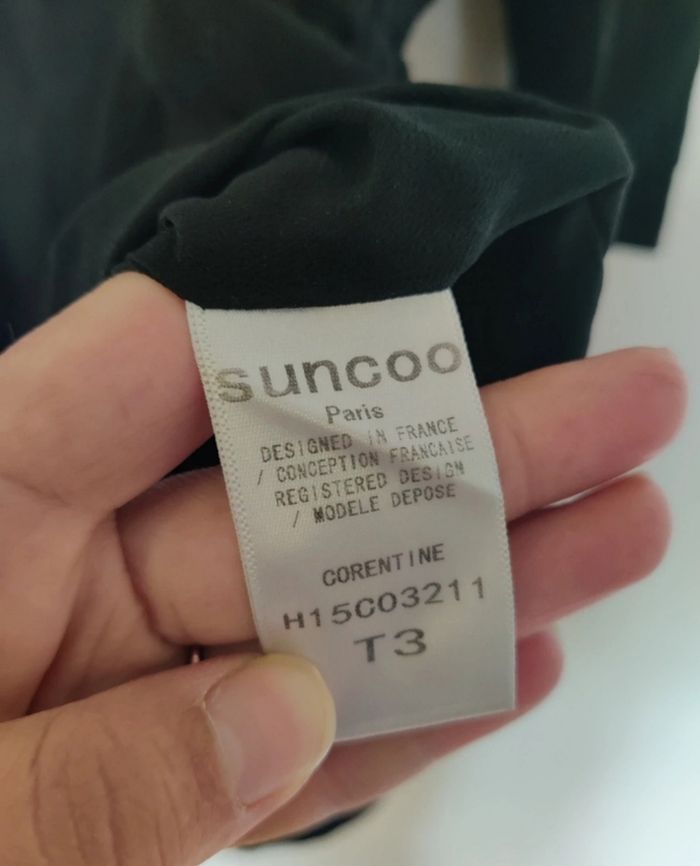 suncoo
Paris
DESIGNED IN FRANCE
/ CONCEPTION FRANCAISE
REGISTERED DESIGN
/ MODELE DEPOSE
CORENTINE
H15C03211
T3